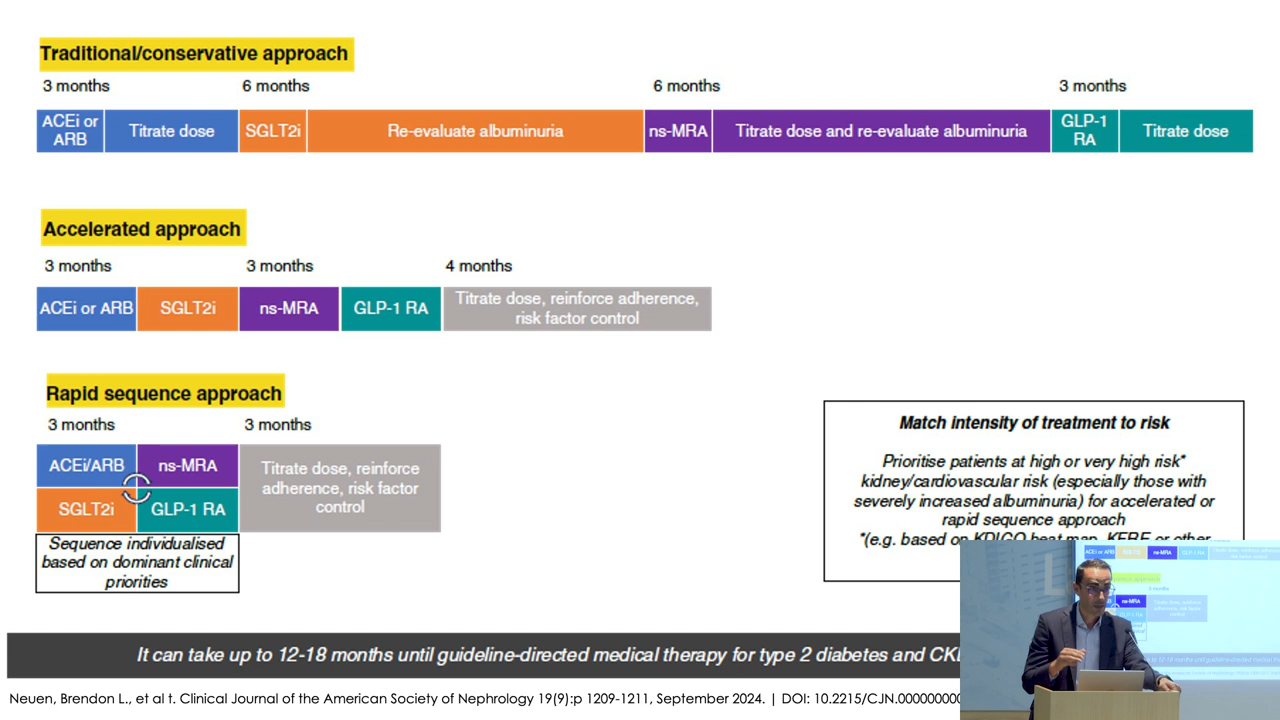 Traditional/conservative approach
3 months
6 months
6 months
3 months
ACEi or
ARB
Titrate dose
SGLT2i
Re-evaluate albuminuria
ns-MRA
Titrate dose and re-evaluate albuminuria
GLP-1
RA
Titrate dose
Accelerated approach
3 months
3 months
4 months
ACEi or ARB
SGLT2i
ns-MRA
GLP-1 RA
Titrate dose, reinforce adherence,
risk factor control
Rapid sequence approach
3 months
3 months
ACEi/ARB
ns-MRA
SGLT2i
GLP-1 RA
Titrate dose, reinforce
adherence, risk factor
control
Sequence individualised
based on dominant clinical
priorities
Match intensity of treatment to risk
Prioritise patients at high or very high risk*
kidney/cardiovascular risk (especially those with
severely increased albuminuria) for accelerated or
rapid sequence approach
*(e.g. based on KDIGO heat map, KFRE or other
It can take up to 12-18 months until guideline-directed medical therapy for type 2 diabetes and
Neuen, Brendon L., et al t. Clinical Journal of the American Society of Nephrology 19(9):p 1209-1211, September 2024. | DOI: 10.2215/CJN.000000000